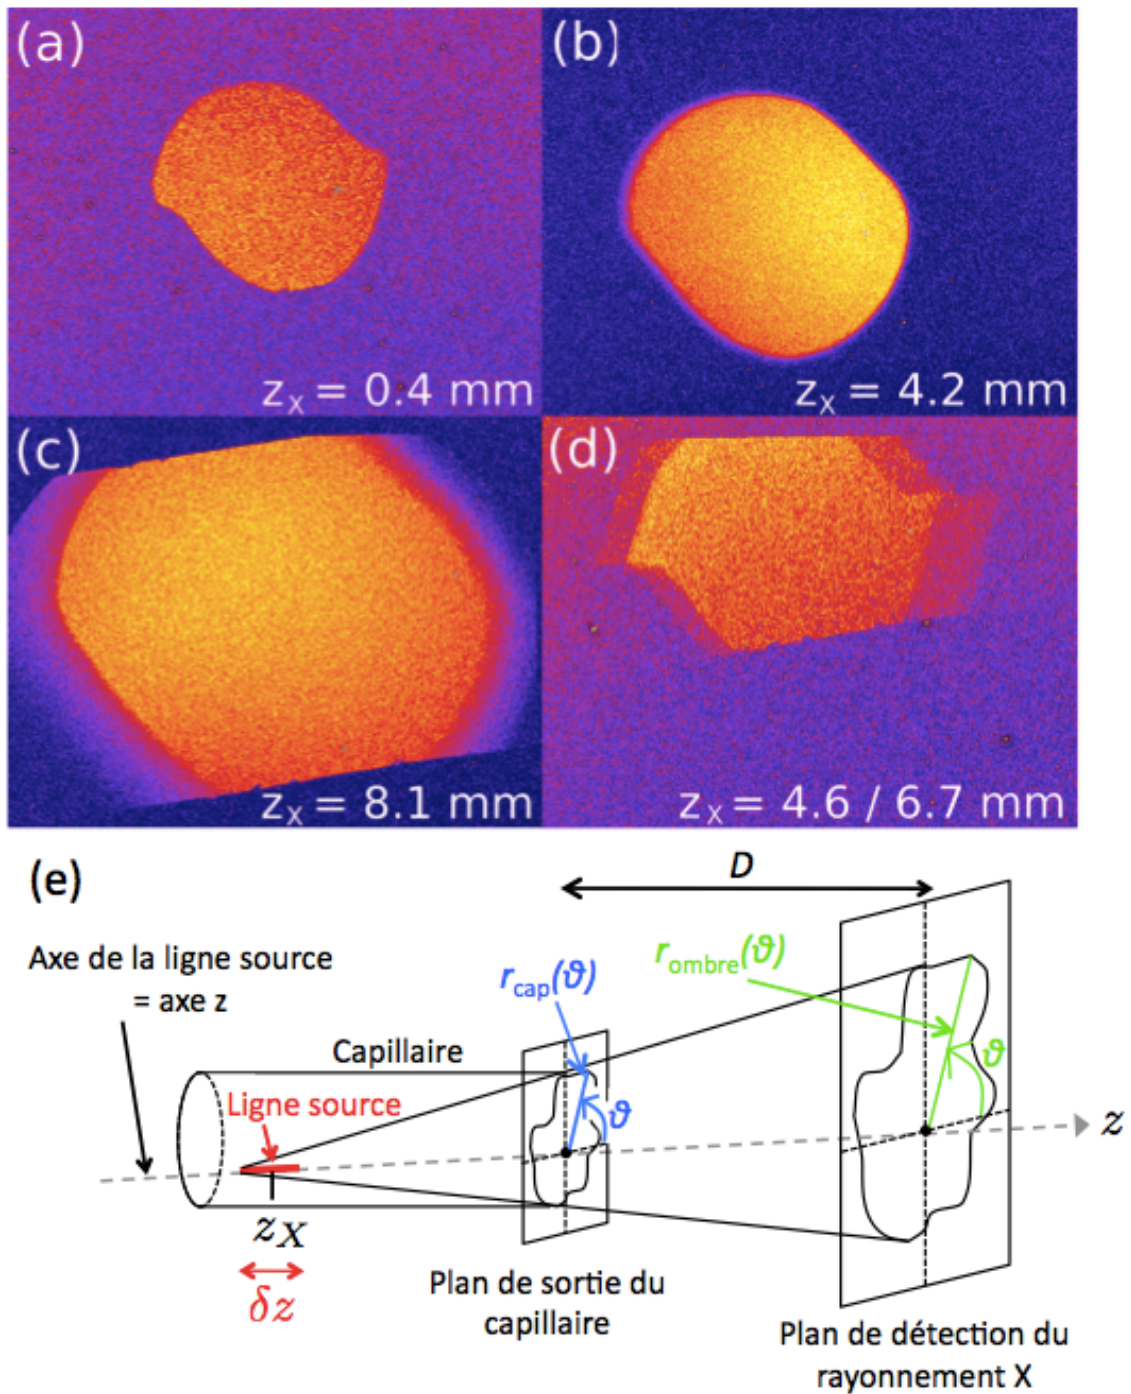 (a)
(b)
z_X = 0.4 mm
z_X = 4.2 mm
(c)
(d)
z_X = 8.1 mm
z_X = 4.6 / 6.7 mm
(e)
D
Axe de la ligne source
= axe z
r_cap(ϑ)
r_ombre(ϑ)
Capillaire
Ligne source
ϑ
ϑ
z
z_X
δz
Plan de sortie du
capillaire
Plan de détection du
rayonnement X